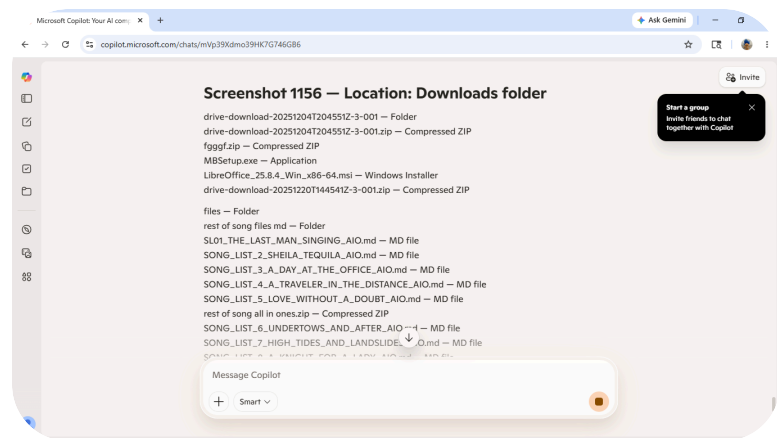 Microsoft Copilot: Your AI com
Ask Gemini
copilot.microsoft.com/chats/mVp39Xdmo39HK7G746GB6
Invite
Start a group
Invite friends to chat
together with Copilot
Screenshot 1156 — Location: Downloads folder
drive-download-20251204T204551Z-3-001 — Folder
drive-download-20251204T204551Z-3-001.zip — Compressed ZIP
fgggf.zip — Compressed ZIP
MBSetup.exe — Application
LibreOffice_25.8.4_Win_x86-64.msi — Windows Installer
drive-download-20251220T144541Z-3-001.zip — Compressed ZIP
files — Folder
rest of song files md — Folder
SL01_THE_LAST_MAN_SINGING_AIO.md — MD file
SONG_LIST_2_SHEILA_TEQUILA_AIO.md — MD file
SONG_LIST_3_A_DAY_AT_THE_OFFICE_AIO.md — MD file
SONG_LIST_4_A_TRAVELER_IN_THE_DISTANCE_AIO.md — MD file
SONG_LIST_5_LOVE_WITHOUT_A_DOUBT_AIO.md — MD file
rest of song all in ones.zip — Compressed ZIP
SONG_LIST_6_UNDERTOWS_AND_AFTER_AIO.md — MD file
SONG_LIST_7_HIGH_TIDES_AND_LANDSLIDES O.md — MD file
Message Copilot
Smart